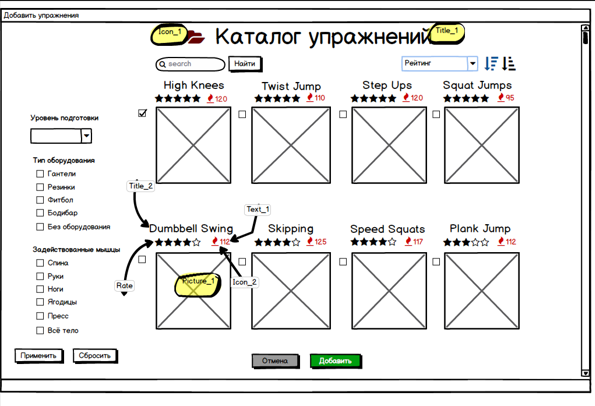 Добавить упражнения
Icon_1
Каталог упражнений
Title_1
search
Найти
Рейтинг
High Knees
Twist Jump
Step Ups
Squat Jumps
120
110
120
95
Уровень подготовки
Тип оборудования
Гантели
Резинки
Фитбол
Бодибар
Без оборудования
Title_2
Text_1
Dumbbell Swing
Skipping
Speed Squats
Plank Jump
112
125
117
112
Задействованные мышцы
Спина
Руки
Ноги
Ягодицы
Пресс
Всё тело
Rate
Picture_1
Icon_2
Применить
Сбросить
Отмена
Добавить